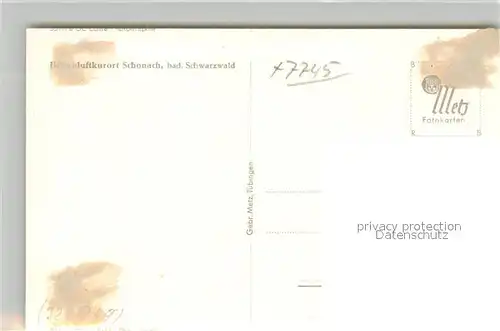 Höhenluftkurort Schonach, bad. Schwarzwald
+7745
B
Metz
Fotokarten
R S
Gebr. Metz, Tübingen
privacy protection
Datenschutz